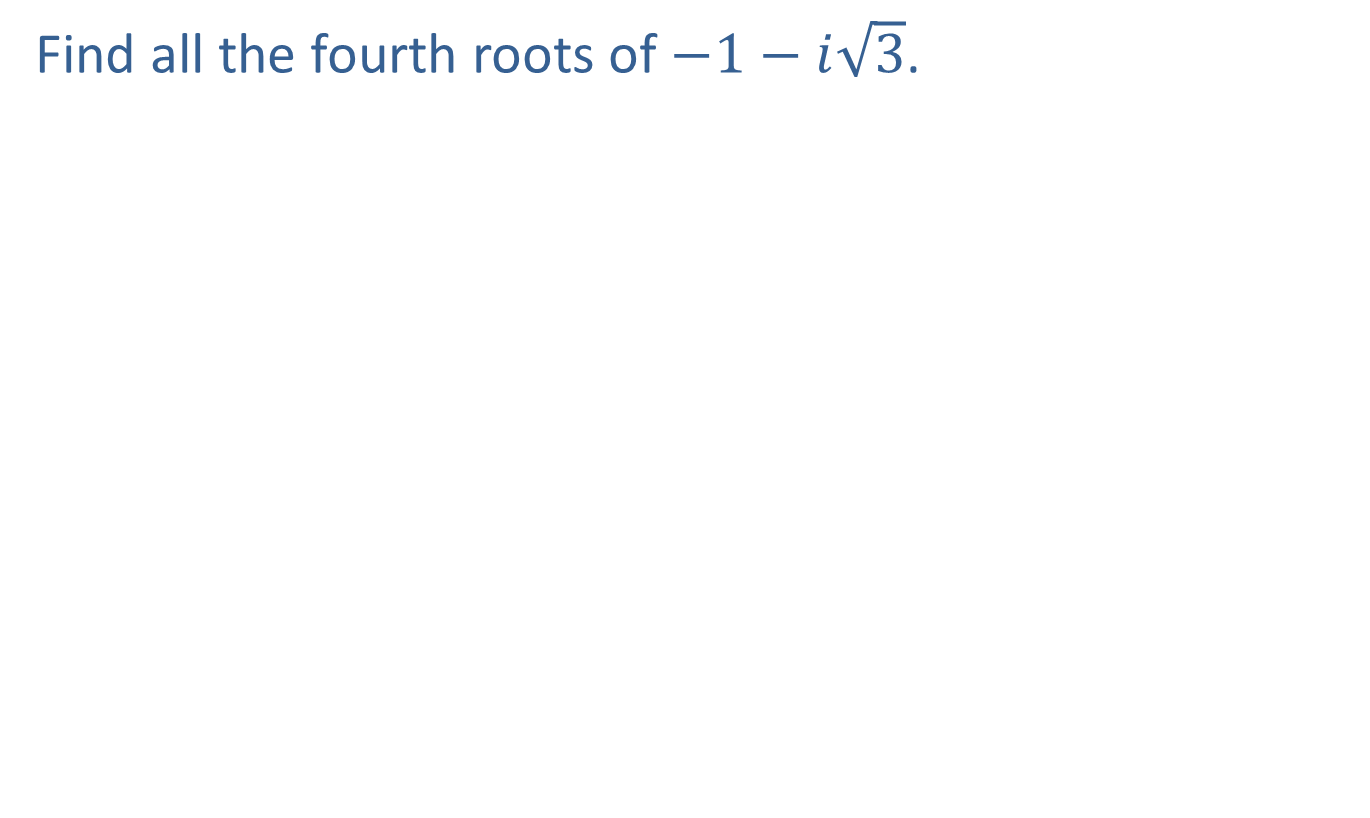 Find all the fourth roots of −1 − i√3.